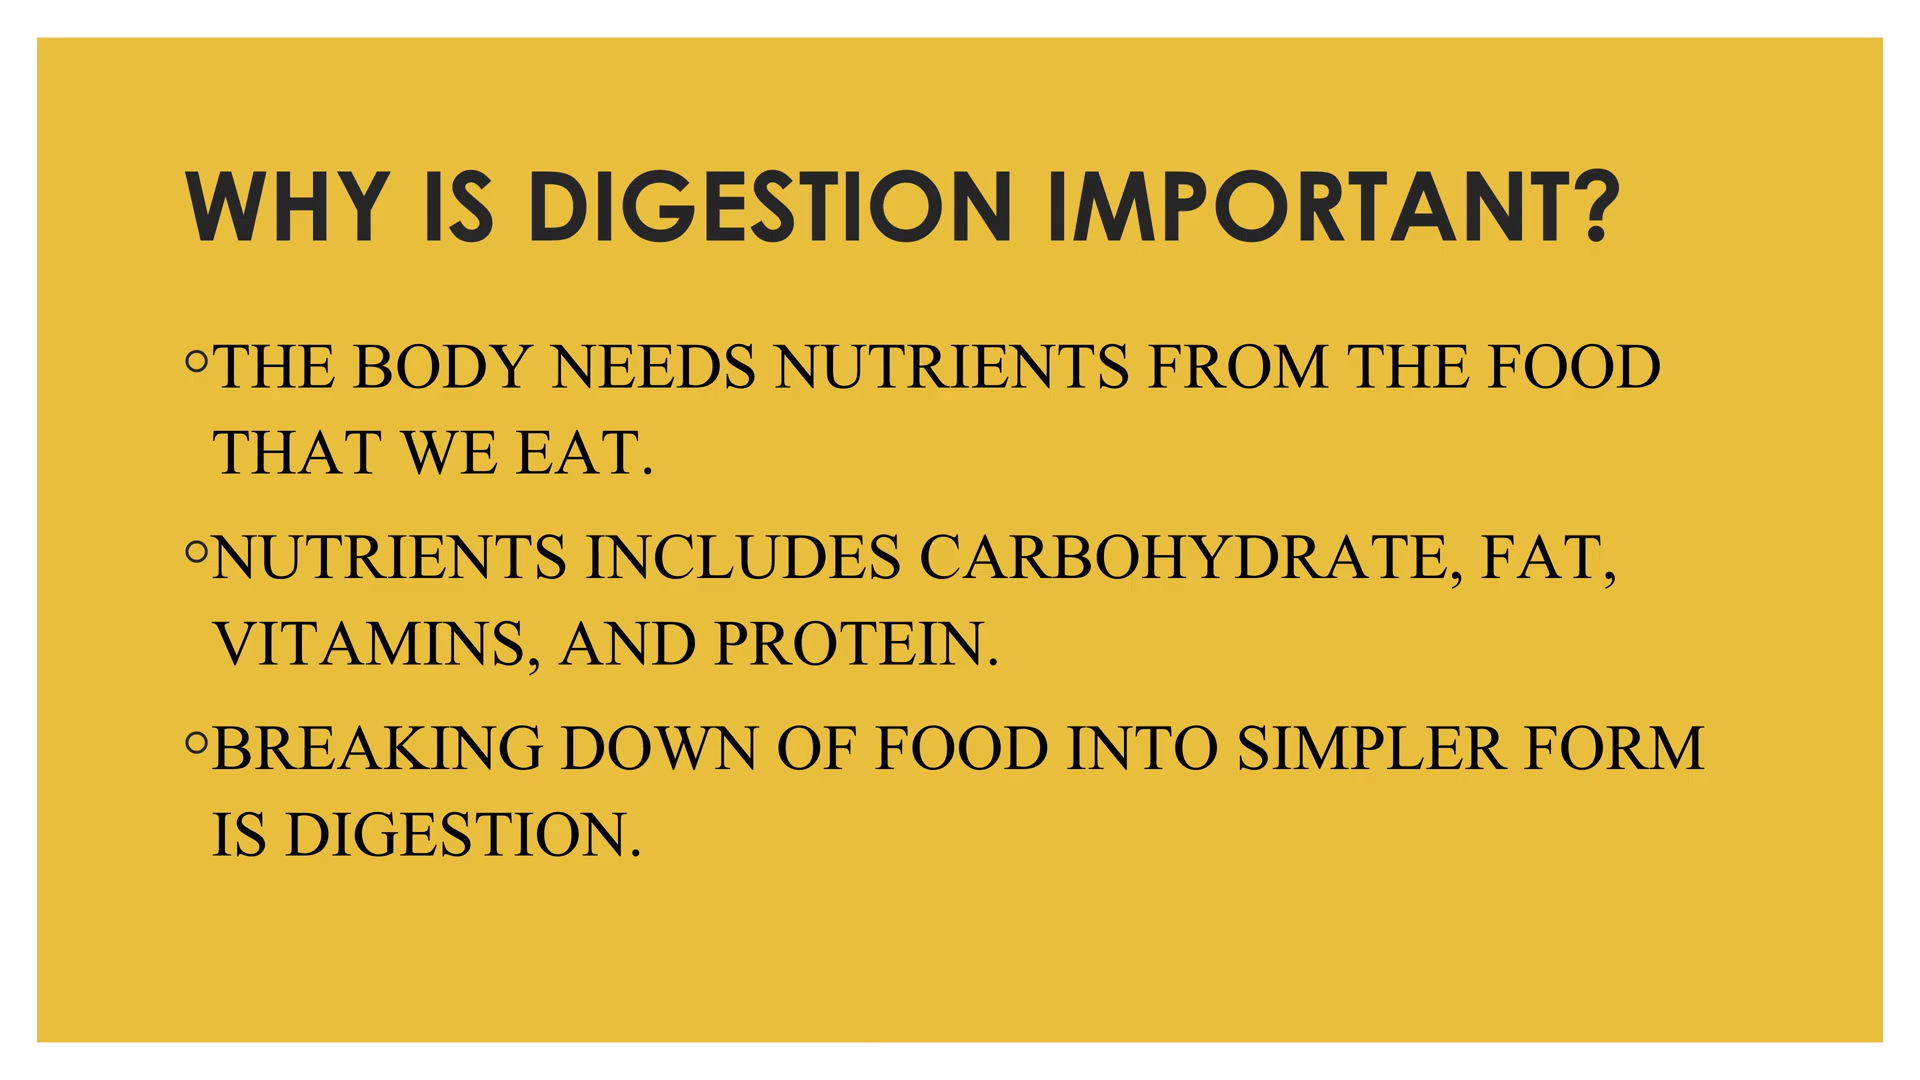 WHY IS DIGESTION IMPORTANT?
◦THE BODY NEEDS NUTRIENTS FROM THE FOOD
THAT WE EAT.
◦NUTRIENTS INCLUDES CARBOHYDRATE, FAT,
VITAMINS, AND PROTEIN.
◦BREAKING DOWN OF FOOD INTO SIMPLER FORM
IS DIGESTION.